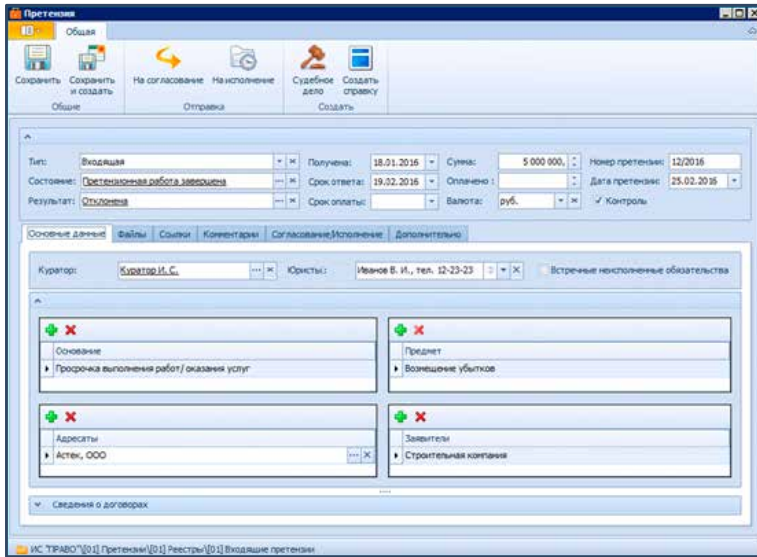 Претензия
Общая
Сохранить Сохранить и создать На согласование На исполнение Судебное дело Создать справку
Общие Отправка Создать
Тип: Входящая Получена: 18.01.2016 Сумма: 5 000 000, Номер претензии: 12/2016
Состояние: Претензионная работа завершена Срок ответа: 19.02.2016 Оплачено : Дата претензии: 25.02.2016
Результат: Отклонена Срок оплаты: Валюта: руб. Контроль
Основные данные Файлы Ссылки Комментарии Согласование/Исполнение Дополнительно
Куратор: Куратор И. С. Юристы: Иванов В. И., тел. 12-23-23 Встречные неисполненные обязательства
Основание Предмет
Просрочка выполнения работ/ оказания услуг Возмещение убытков
Адресаты Заявители
Астек, ООО Строительная компания
Сведения о договорах
ИС "ПРАВО"\[01] Претензии\[01] Реестры\[01] Входящие претензии